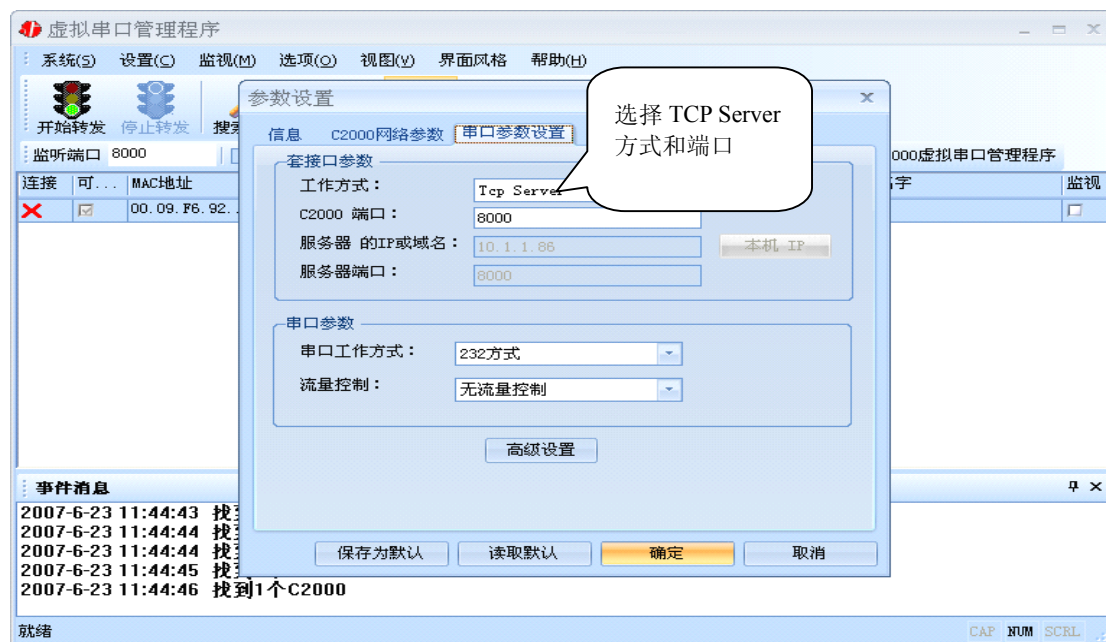 虚拟串口管理程序
系统(S) 设置(C) 监视(M) 选项(O) 视图(V) 界面风格 帮助(H)
开始转发 停止转发 搜索
监听端口 8000
000虚拟串口管理程序
连接 可... MAC地址 字 监视
00.09.F6.92..
参数设置
信息 C2000网络参数 串口参数设置
选择 TCP Server
方式和端口
套接口参数
工作方式： Tcp Server
C2000 端口： 8000
服务器 的IP或域名： 10.1.1.86 本机 IP
服务器端口： 8000
串口参数
串口工作方式： 232方式
流量控制： 无流量控制
高级设置
保存为默认 读取默认 确定 取消
事件消息
2007-6-23 11:44:43 找
2007-6-23 11:44:44 找
2007-6-23 11:44:44 找
2007-6-23 11:44:45 找
2007-6-23 11:44:46 找到1个C2000
就绪 CAP NUM SCRL